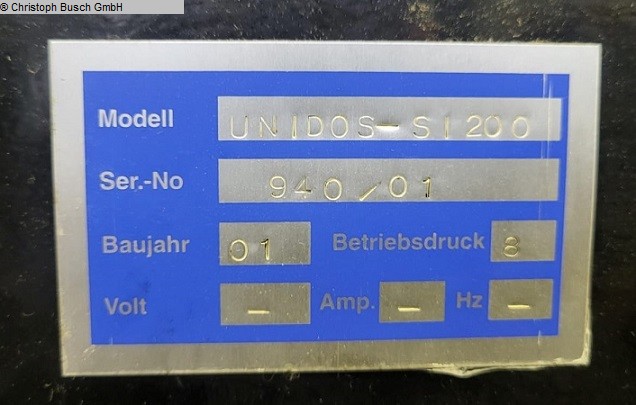 © Christoph Busch GmbH
Modell UNIDOS-S1200
Ser.-No 940/01
Baujahr 01 Betriebsdruck 8
Volt - Amp. - Hz -